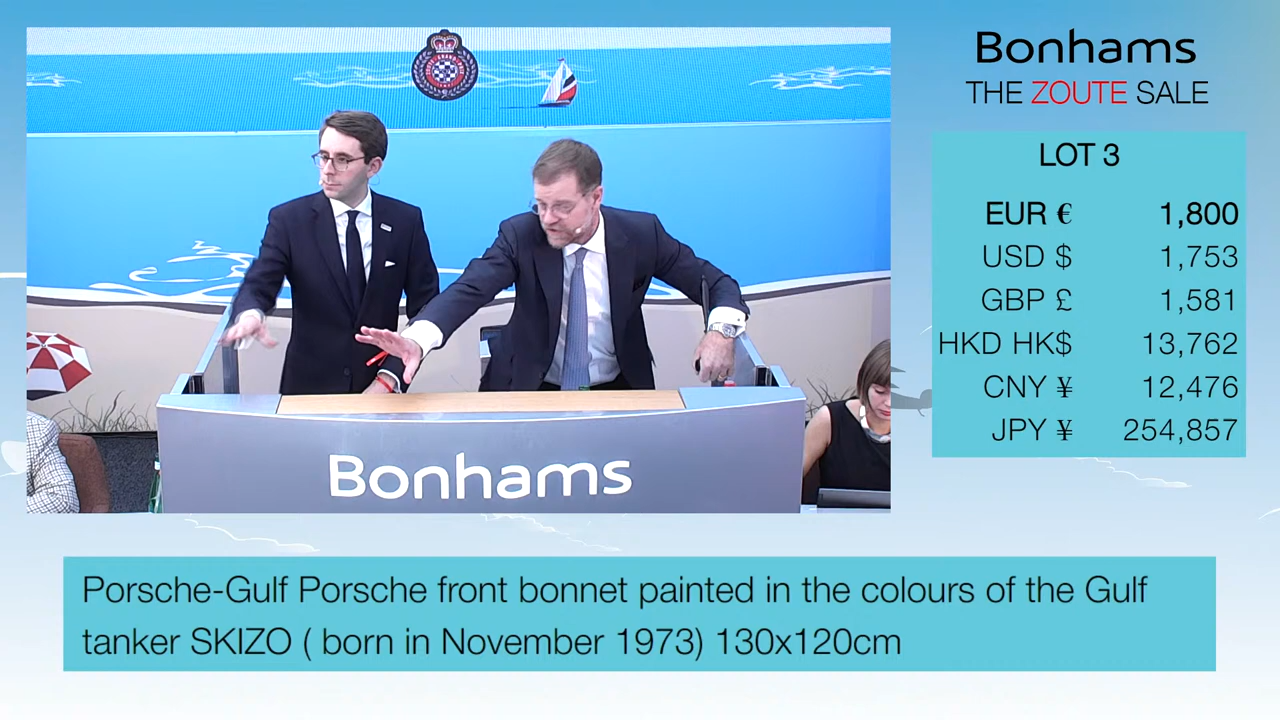 Bonhams
THE ZOUTE SALE
LOT 3
EUR € 1,800
USD $ 1,753
GBP £ 1,581
HKD HK$ 13,762
CNY ¥ 12,476
JPY ¥ 254,857
Bonhams
Porsche-Gulf Porsche front bonnet painted in the colours of the Gulf
tanker SKIZO ( born in November 1973) 130x120cm